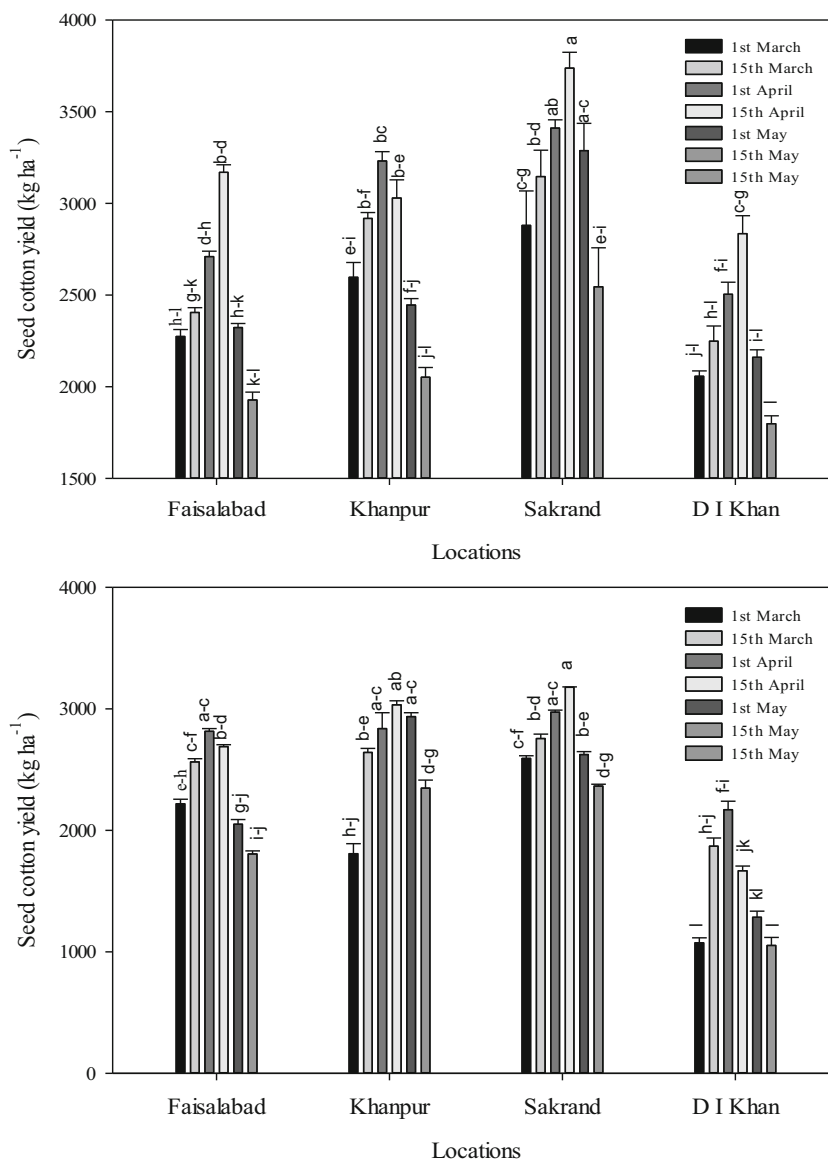 4000
3500
3000
2500
2000
1500
Seed cotton yield (kg ha⁻¹)
1st March
15th March
1st April
15th April
1st May
15th May
15th May
h-l
g-k
d-h
b-d
h-k
k-l
e-i
b-f
bc
b-e
f-j
j-l
c-g
b-d
ab
a
a-c
e-i
j-l
h-l
f-i
c-g
i-l
l
Faisalabad
Khanpur
Sakrand
D I Khan
Locations
4000
3000
2000
1000
0
Seed cotton yield (kg ha⁻¹)
1st March
15th March
1st April
15th April
1st May
15th May
15th May
e-h
c-f
a-c
b-d
g-j
i-j
h-j
b-e
a-c
ab
a-c
d-g
c-f
b-d
a-c
a
b-e
d-g
l
h-j
f-i
jk
kl
l
Faisalabad
Khanpur
Sakrand
D I Khan
Locations